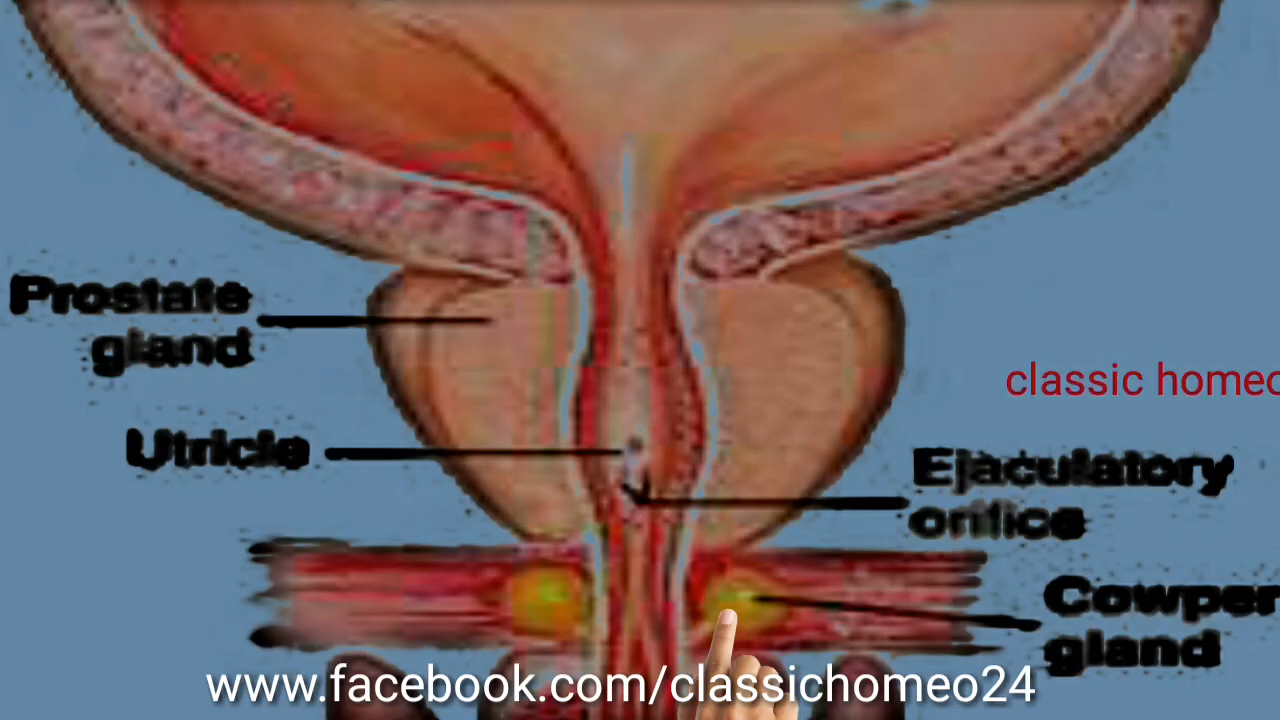 Prostate
gland
classic homeo
Utricle
Ejaculatory
orifice
Cowper
gland
www.facebook.com/classichomeo24